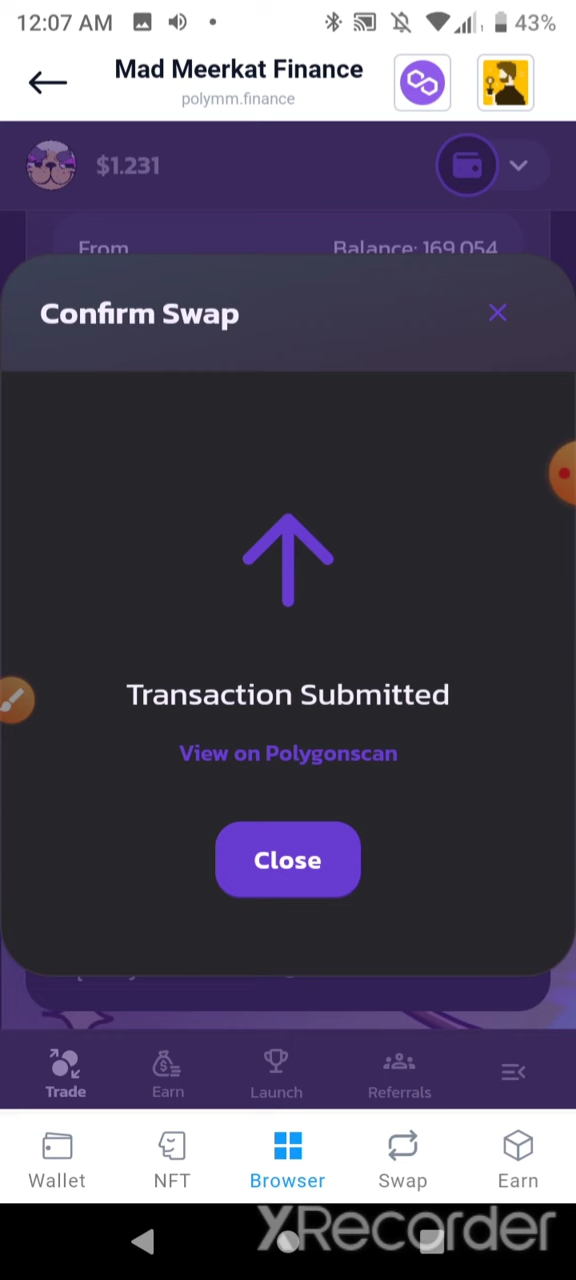 12:07 AM
43%
Mad Meerkat Finance
polymm.finance
$1.231
From
Balance: 169.054
Confirm Swap
Transaction Submitted
View on Polygonscan
Close
Trade
Earn
Launch
Referrals
Wallet
NFT
Browser
Swap
Earn
XRecorder